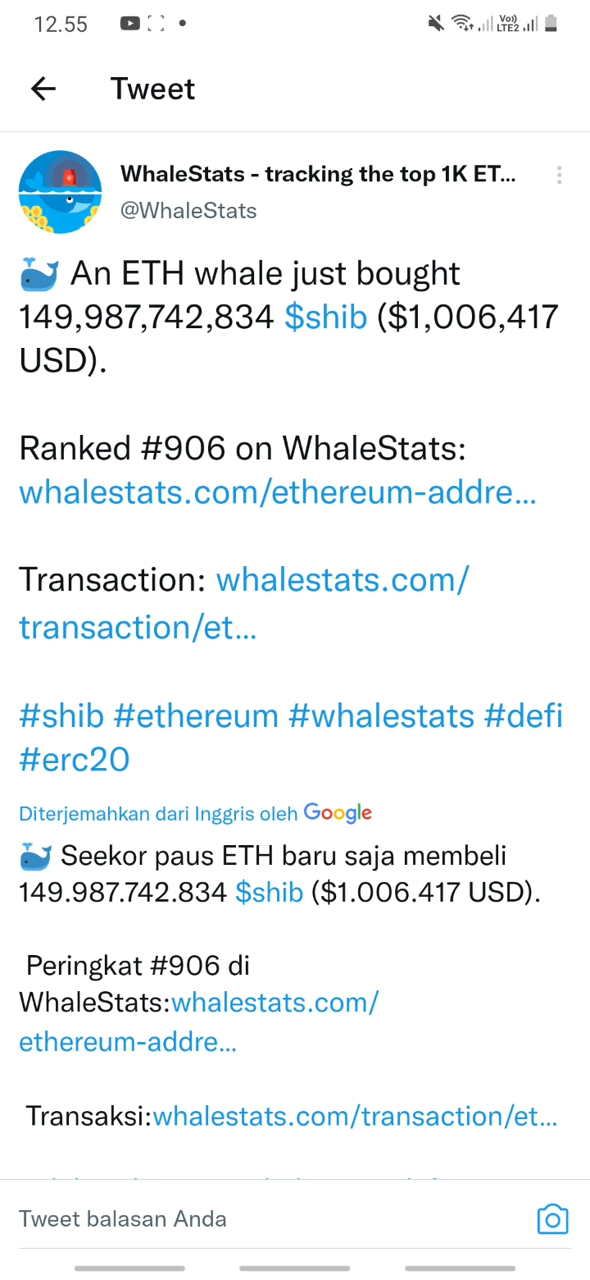 12.55
Vo))
LTE2
Tweet
WhaleStats - tracking the top 1K ET...
@WhaleStats
🐳 An ETH whale just bought
149,987,742,834 $shib ($1,006,417
USD).
Ranked #906 on WhaleStats:
whalestats.com/ethereum-addre...
Transaction: whalestats.com/
transaction/et...
#shib #ethereum #whalestats #defi
#erc20
Diterjemahkan dari Inggris oleh Google
🐳 Seekor paus ETH baru saja membeli
149.987.742.834 $shib ($1.006.417 USD).
Peringkat #906 di
WhaleStats:whalestats.com/
ethereum-addre...
Transaksi:whalestats.com/transaction/et...
Tweet balasan Anda